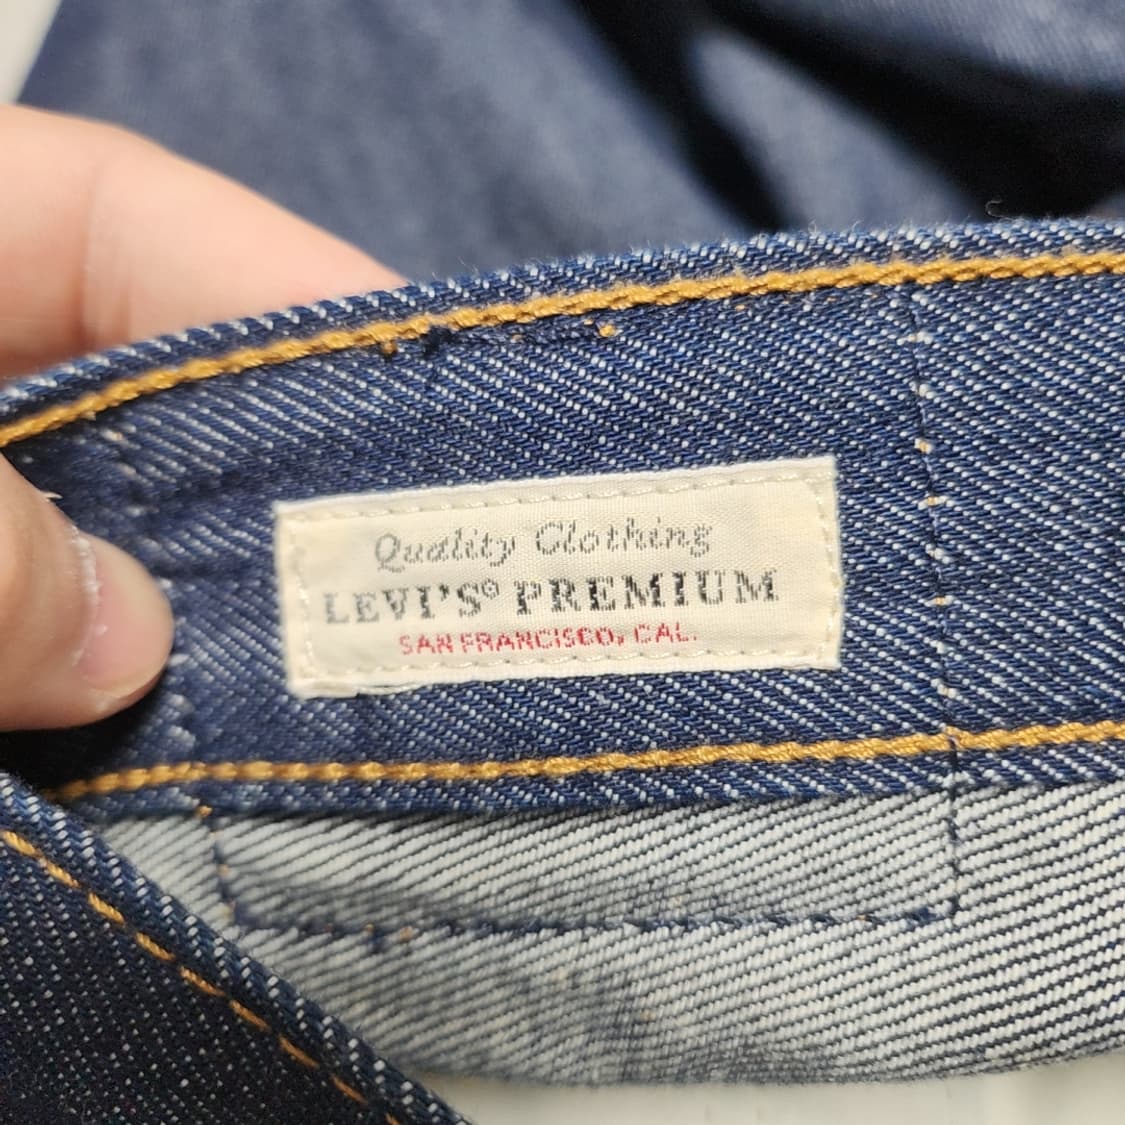 Quality Clothing
LEVI'S® PREMIUM
SAN FRANCISCO, CAL.